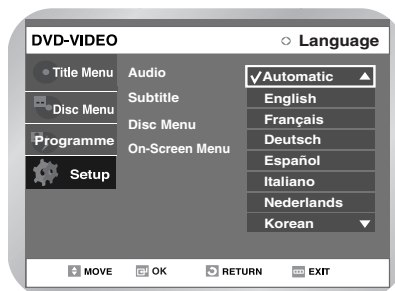 DVD-VIDEO Language
Title Menu Audio ✓Automatic ▲
Disc Menu Subtitle English
Programme Disc Menu Français
Setup On-Screen Menu Deutsch
Español
Italiano
Nederlands
Korean ▼
MOVE OK RETURN EXIT